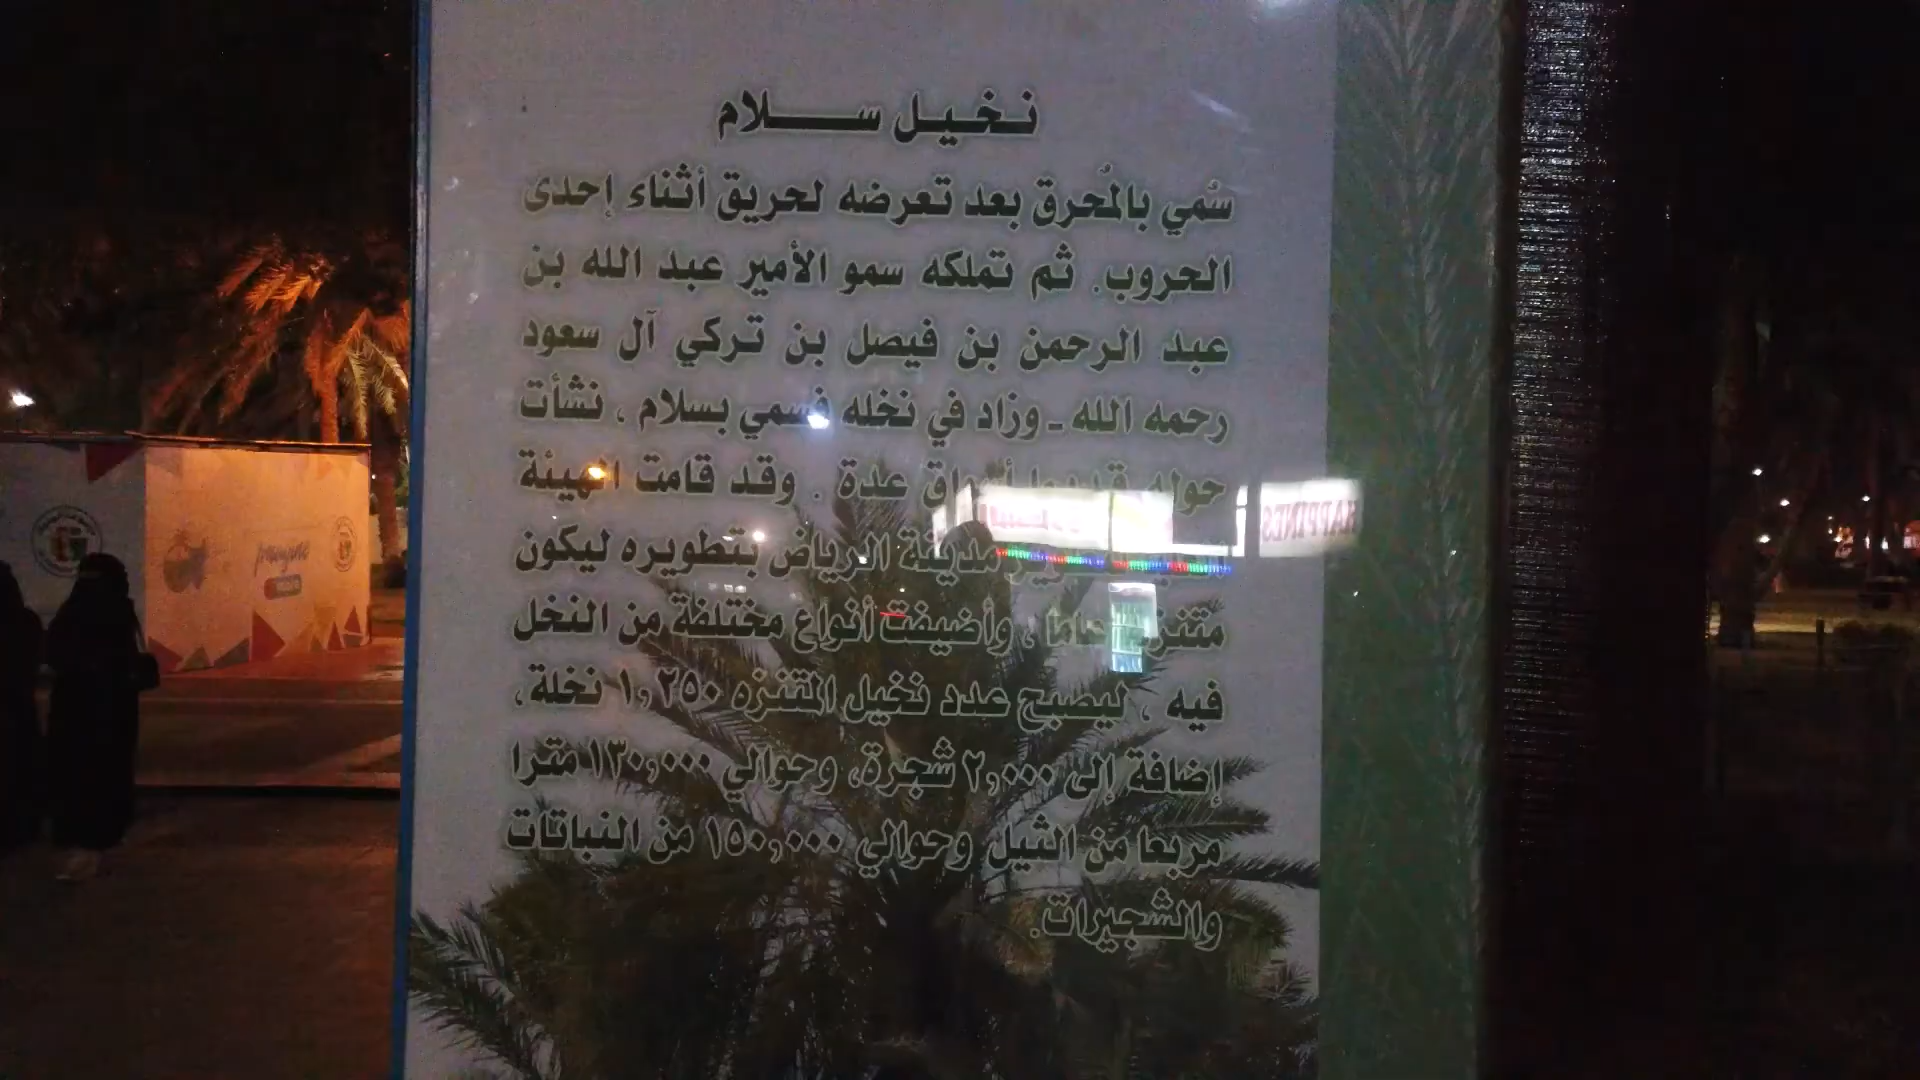 نخيل سلام
سُمي بالمُحرق بعد تعرضه لحريق أثناء إحدى
الحروب. ثم تملكه سمو الأمير عبد الله بن
عبد الرحمن بن فيصل بن تركي آل سعود
رحمه الله ـ وزاد في نخله فسمي بسلام ، نشأت
حوله قديما أسواق عدة . وقد قامت الهيئة
مدينة الرياض بتطويره ليكون
متنزها عاما ، وأضيفت أنواع مختلفة من النخل
فيه ، ليصبح عدد نخيل المتنزه ١,٢٥٠ نخلة،
إضافة إلى ٢,٠٠٠ شجرة، وحوالي ١٣٠,٠٠٠ مترا
مربعا من الثيل وحوالي ١٥٠,٠٠٠ من النباتات
والشجيرات.
HAPPINESS